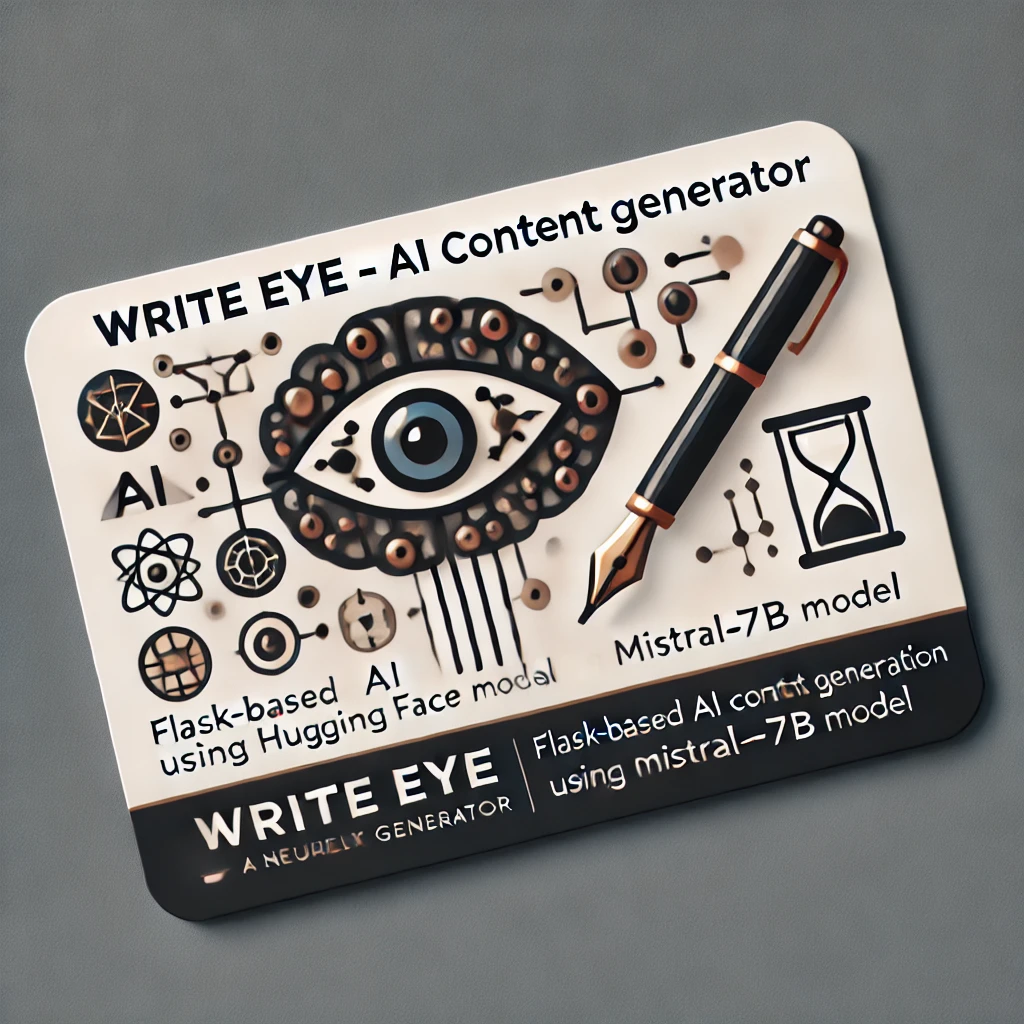 WRITE EYE - AI Content generator
AI
Mistral-7B model
Flask-based AI
using Hugging Face model
WRITE EYE
A GENERATOR
Flask-based AI generation
using mistral-7B model